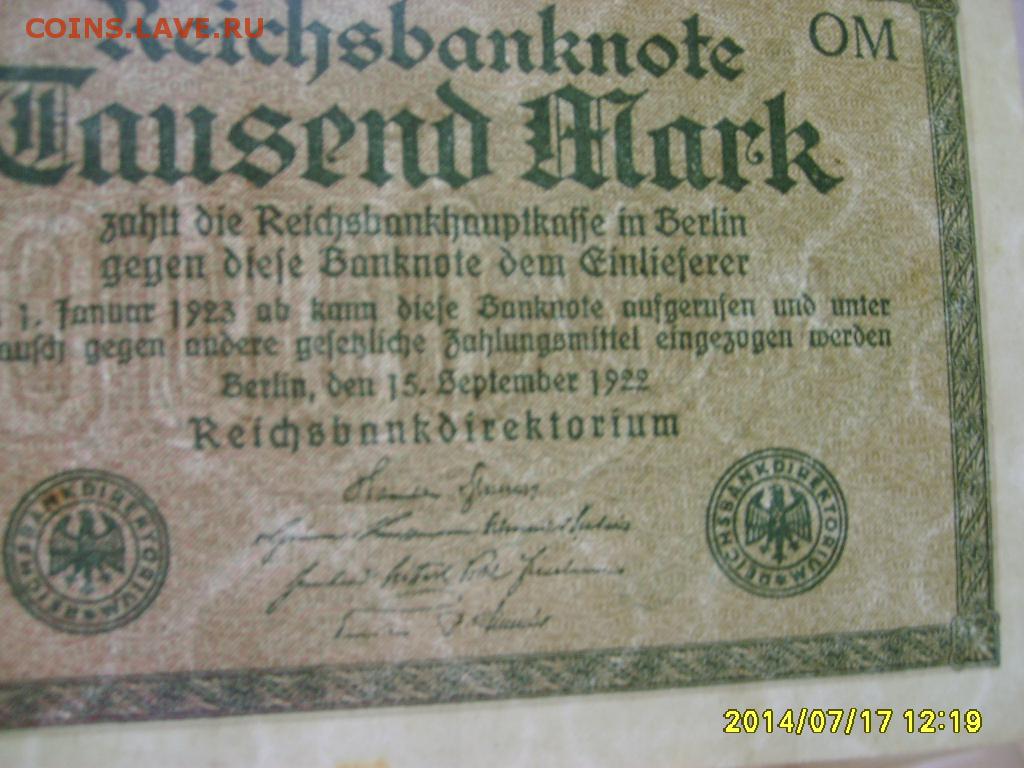 COINS.LAVE.RU
Reichsbanknote
OM
Tausend Mark
zahlt die Reichsbankhauptkasse in Berlin
gegen diese Banknote dem Einlieferer
1. Januar 1923 ab kann diese Banknote aufgerufen und unter
ausch gegen andere gesetzliche Zahlungsmittel eingezogen werden
Berlin, den 15. September 1922
Reichsbankdirektorium
REICHSBANKDIREKTORIUM
REICHSBANKDIREKTORIUM
2014/07/17 12:19